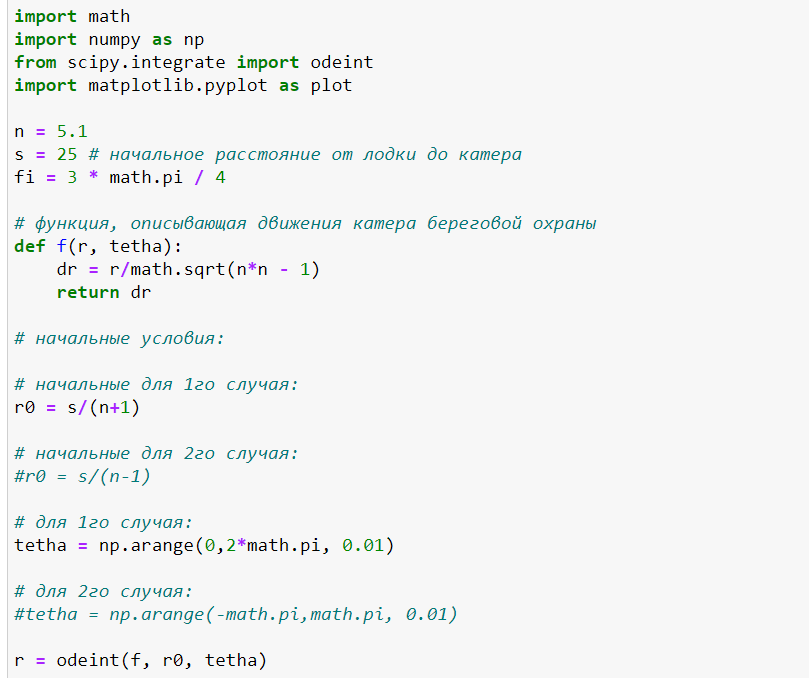 import math
import numpy as np
from scipy.integrate import odeint
import matplotlib.pyplot as plot
n = 5.1
s = 25 # начальное расстояние от лодки до катера
fi = 3 * math.pi / 4
# функция, описывающая движения катера береговой охраны
def f(r, tetha):
    dr = r/math.sqrt(n*n - 1)
    return dr
# начальные условия:
# начальные для 1го случая:
r0 = s/(n+1)
# начальные для 2го случая:
#r0 = s/(n-1)
# для 1го случая:
tetha = np.arange(0,2*math.pi, 0.01)
# для 2го случая:
#tetha = np.arange(-math.pi,math.pi, 0.01)
r = odeint(f, r0, tetha)